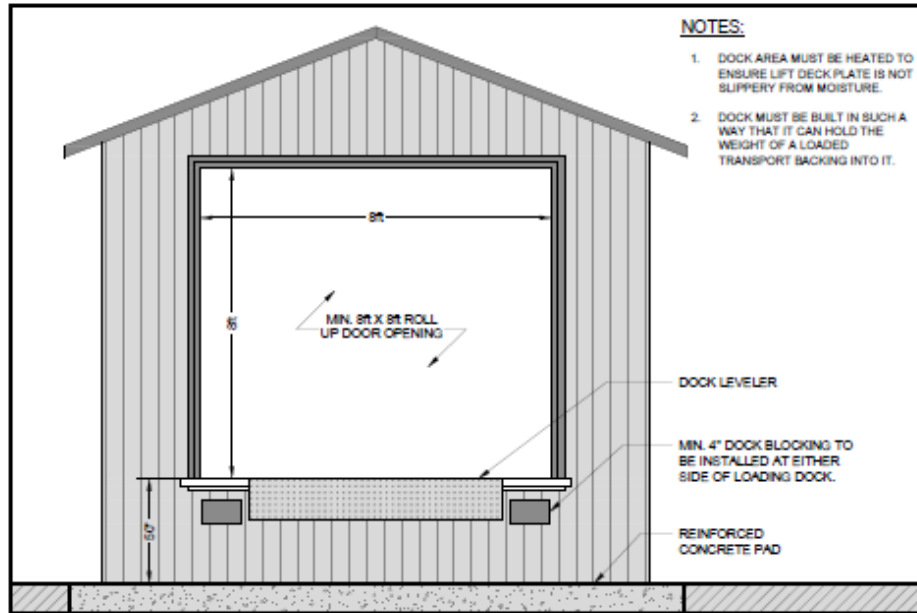 NOTES:
1. DOCK AREA MUST BE HEATED TO
ENSURE LIFT DECK PLATE IS NOT
SLIPPERY FROM MOISTURE.
2. DOCK MUST BE BUILT IN SUCH A
WAY THAT IT CAN HOLD THE
WEIGHT OF A LOADED
TRANSPORT BACKING INTO IT.
8ft
8ft
MIN. 8ft X 8ft ROLL
UP DOOR OPENING
DOCK LEVELER
MIN. 4" DOCK BLOCKING TO
BE INSTALLED AT EITHER
SIDE OF LOADING DOCK.
REINFORCED
CONCRETE PAD